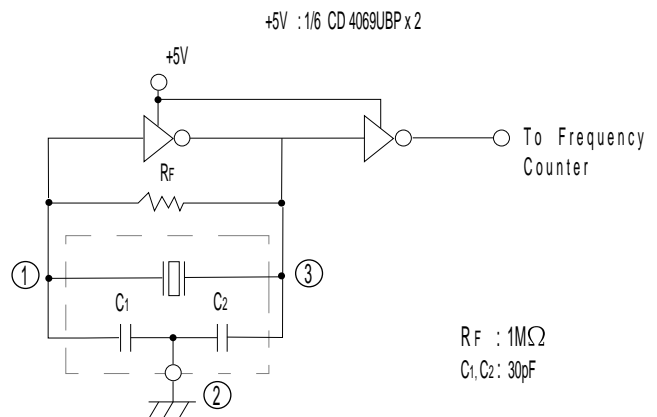 +5V : 1/6 CD 4069UBP x 2
+5V
RF
To Frequency
Counter
1
3
C1
C2
RF : 1MΩ
C1, C2 : 30pF
2